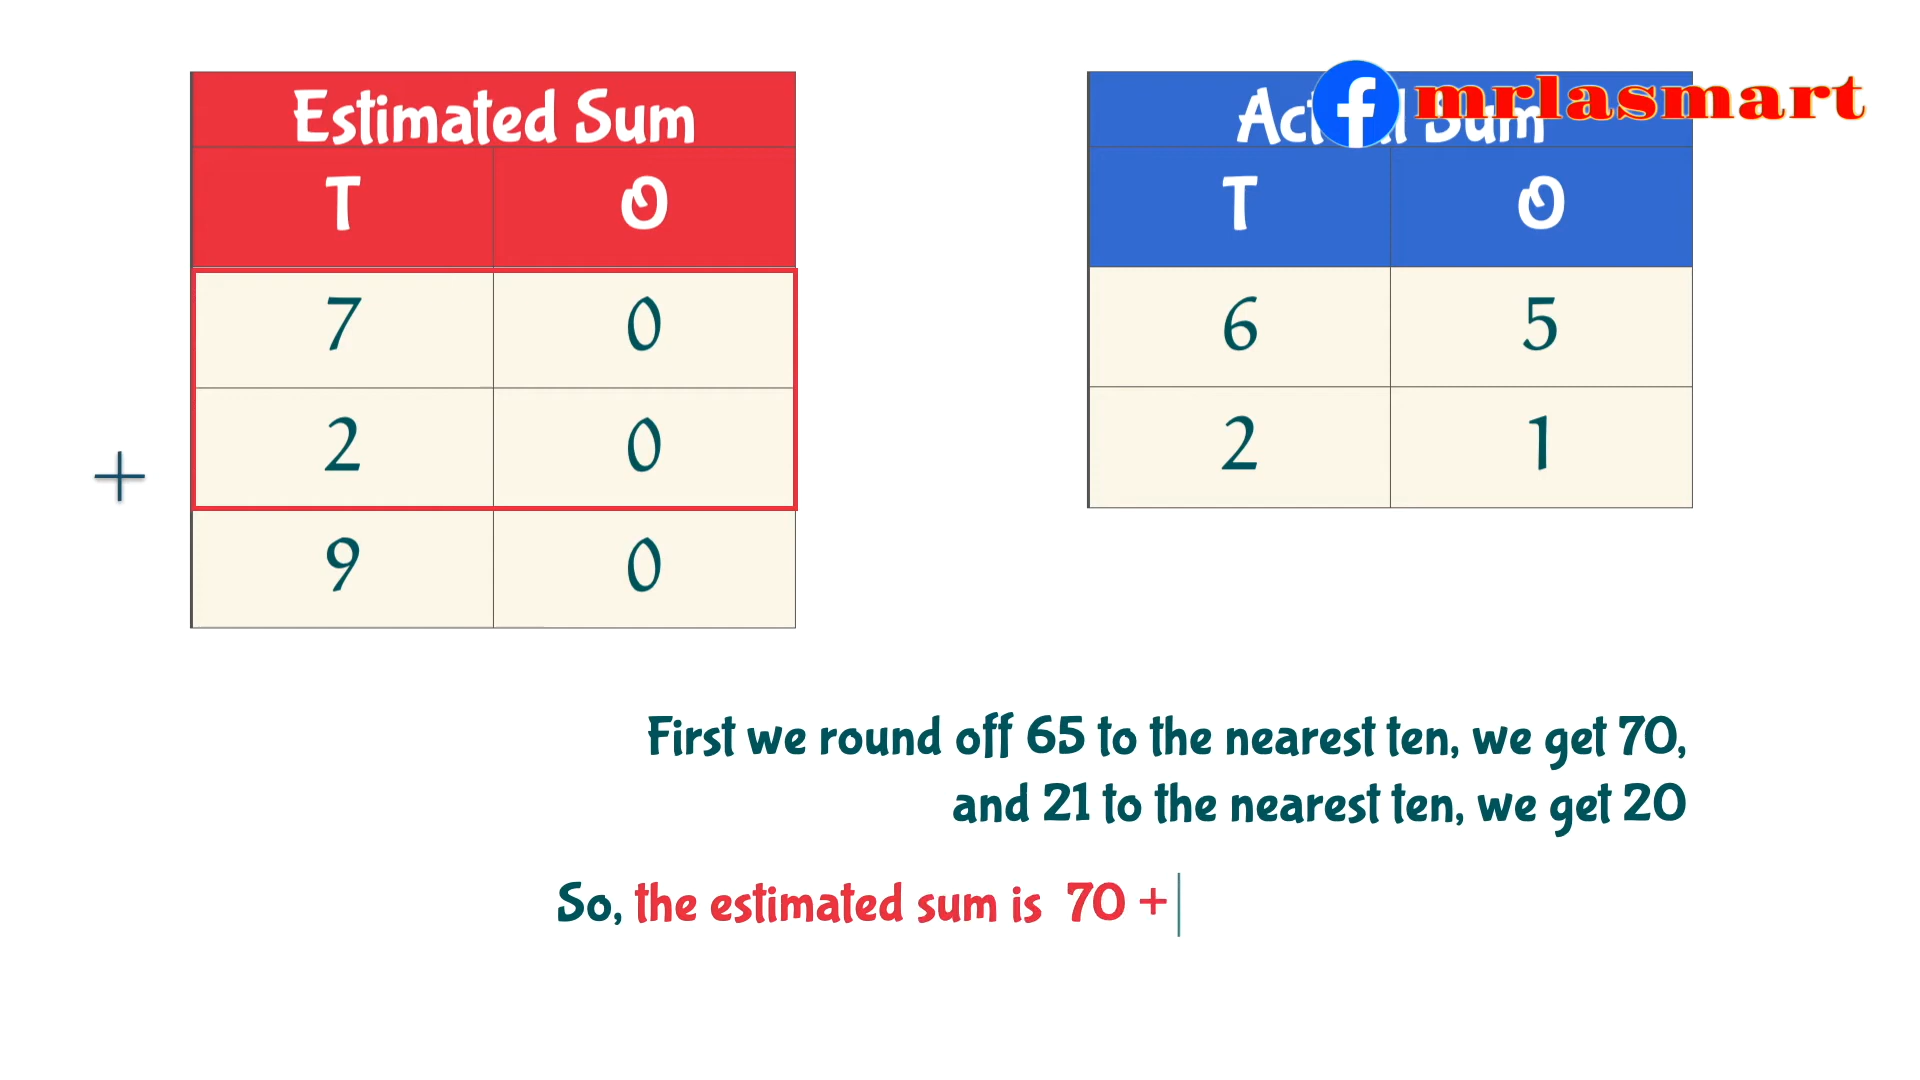 Estimated Sum
T O
7 0
2 0
+
9 0
Actual Sum
mrlasmart
T O
6 5
2 1
First we round off 65 to the nearest ten, we get 70,
and 21 to the nearest ten, we get 20
So, the estimated sum is 70 +